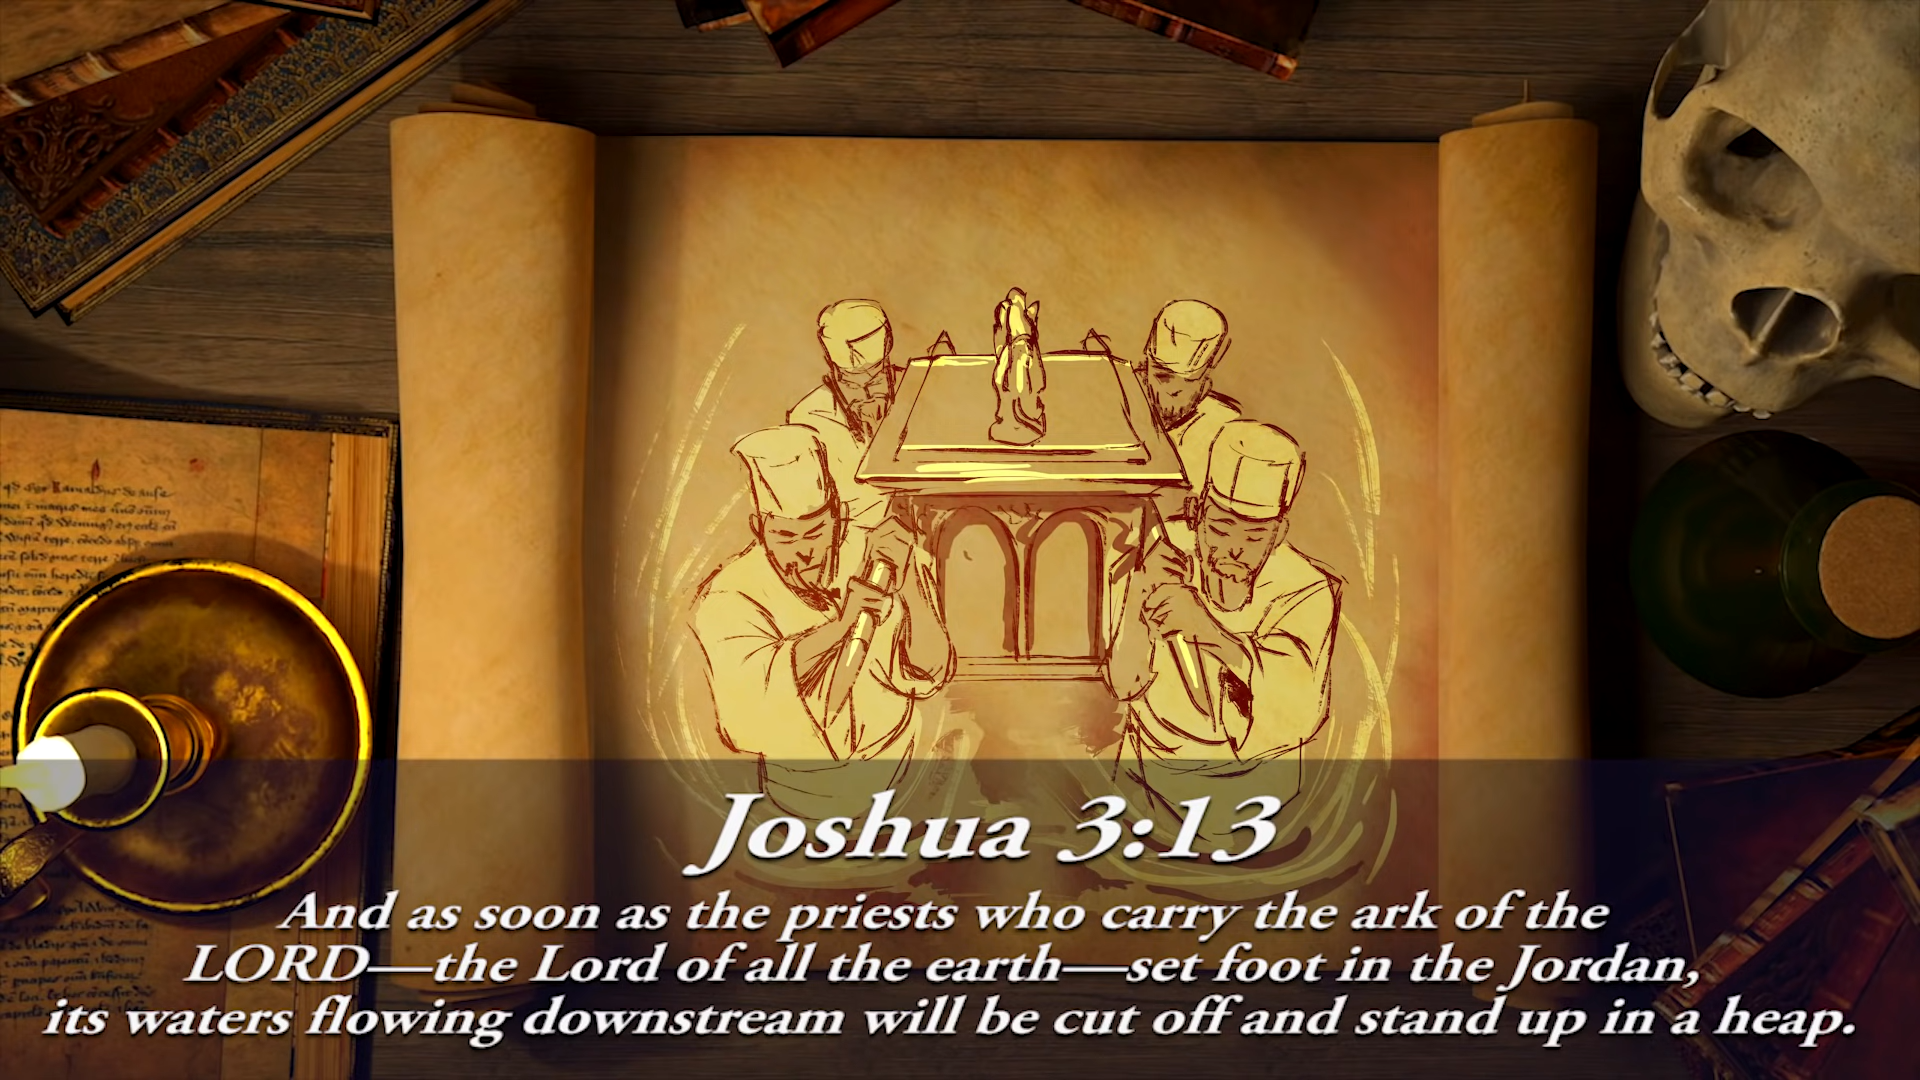 Joshua 3:13
And as soon as the priests who carry the ark of the
LORD—the Lord of all the earth—set foot in the Jordan,
its waters flowing downstream will be cut off and stand up in a heap.